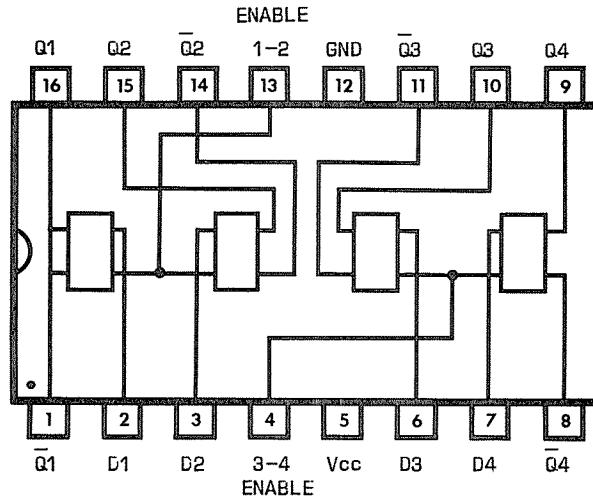 ENABLE
Q1 Q2 Q̅2 1-2 GND Q̅3 Q3 Q4
16 15 14 13 12 11 10 9
1 2 3 4 5 6 7 8
Q̅1 D1 D2 3-4 Vcc D3 D4 Q̅4
ENABLE